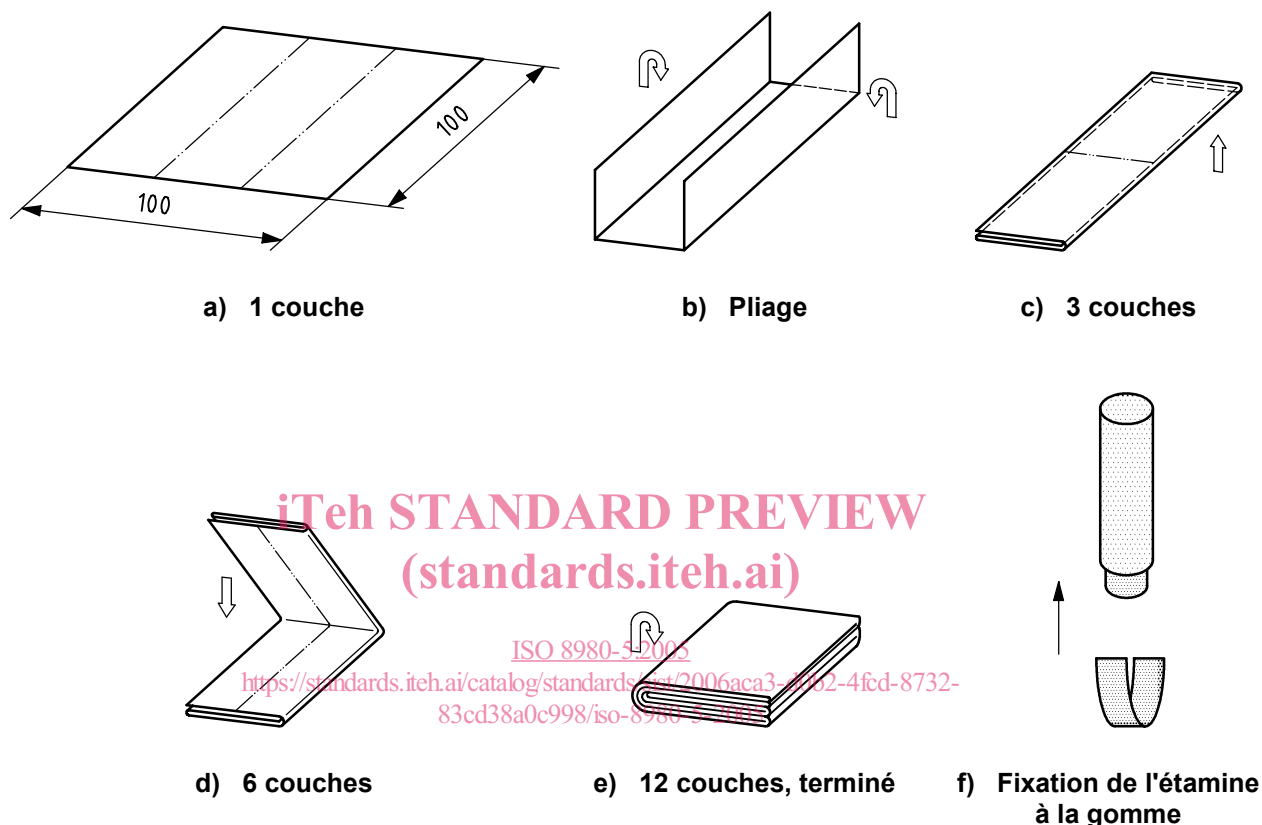 100
100
a) 1 couche
b) Pliage
c) 3 couches
iTeh STANDARD PREVIEW
(standards.iteh.ai)
ISO 8980-5:2005
https://standards.iteh.ai/catalog/standards/sist/2006aca3-d0b2-4fcd-8732-
83cd38a0c998/iso-8980-5-2005
d) 6 couches
e) 12 couches, terminé
f) Fixation de l'étamine
à la gomme